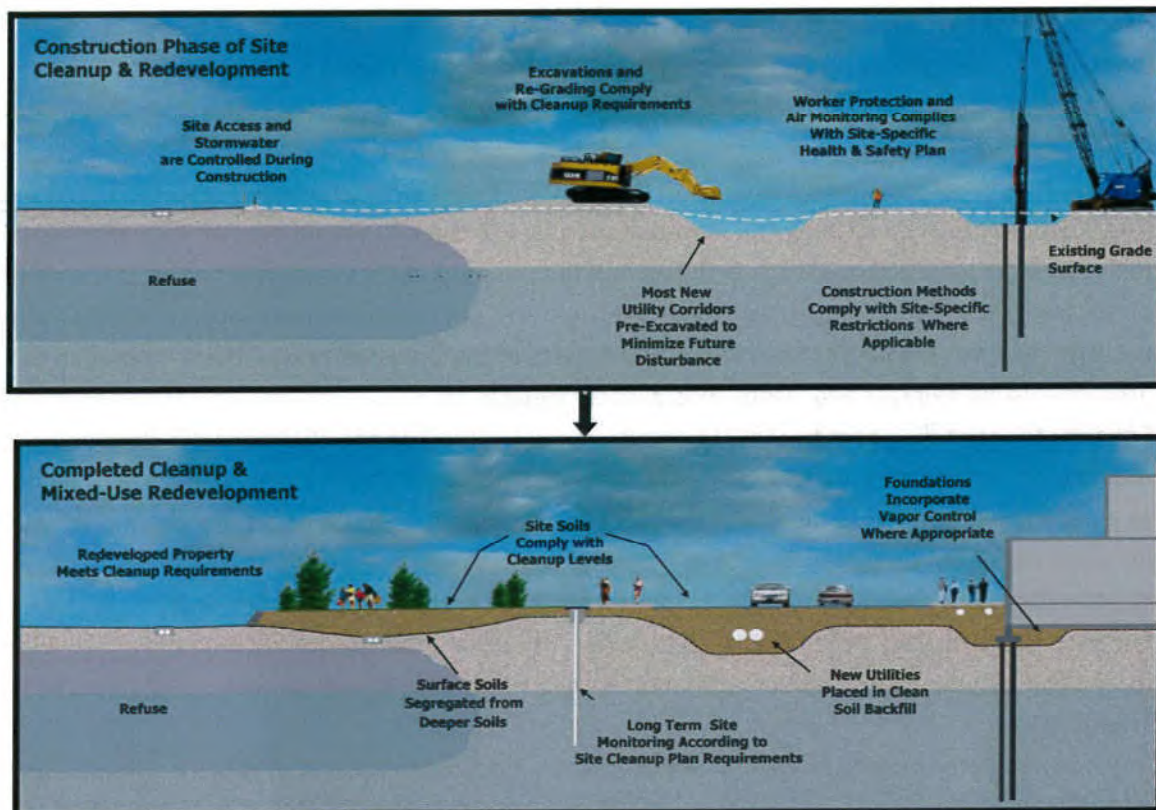 Construction Phase of Site
Cleanup & Redevelopment
Site Access and
Stormwater
are Controlled During
Construction
Excavations and
Re-Grading Comply
with Cleanup Requirements
Worker Protection and
Air Monitoring Complies
With Site-Specific
Health & Safety Plan
Refuse
Most New
Utility Corridors
Pre-Excavated to
Minimize Future
Disturbance
Construction Methods
Comply with Site-Specific
Restrictions Where
Applicable
Existing Grade
Surface
Completed Cleanup &
Mixed-Use Redevelopment
Redeveloped Property
Meets Cleanup Requirements
Site Soils
Comply with
Cleanup Levels
Foundations
Incorporate
Vapor Control
Where Appropriate
Refuse
Surface Soils
Segregated from
Deeper Soils
Long Term Site
Monitoring According to
Site Cleanup Plan Requirements
New Utilities
Placed in Clean
Soil Backfill